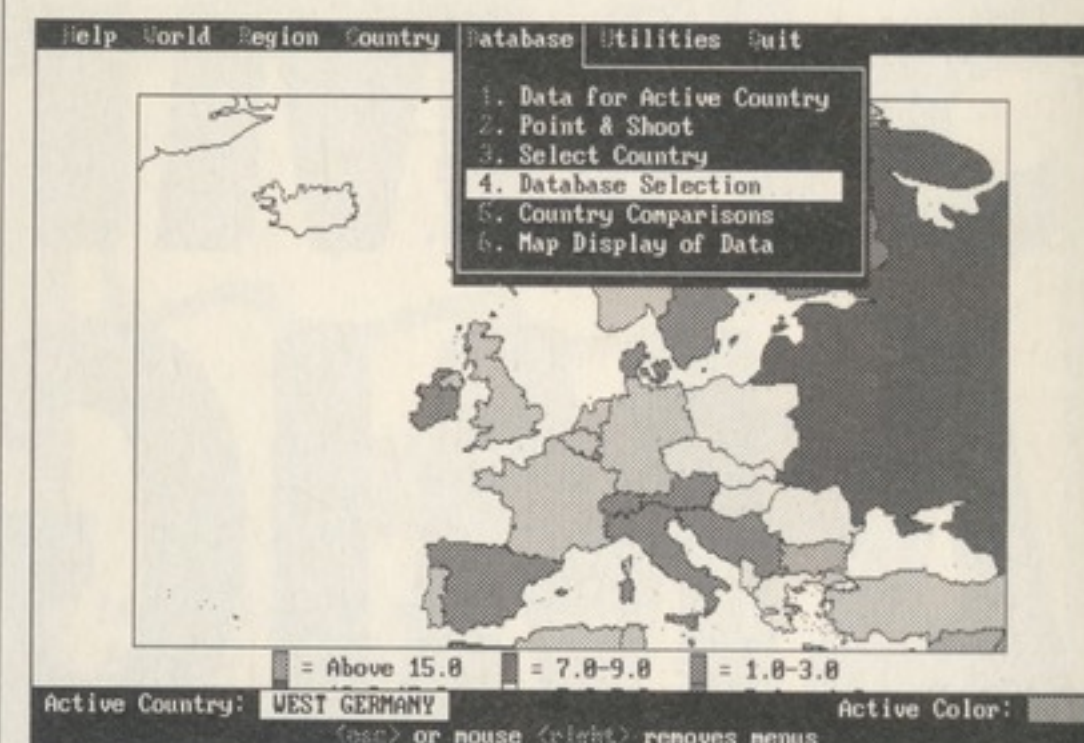 Help World Region Country Database Utilities Quit
1. Data for Active Country
2. Point & Shoot
3. Select Country
4. Database Selection
5. Country Comparisons
6. Map Display of Data
= Above 15.0 = 7.0-9.0 = 1.0-3.0
Active Country: WEST GERMANY Active Color:
<esc> or mouse <right> removes menus